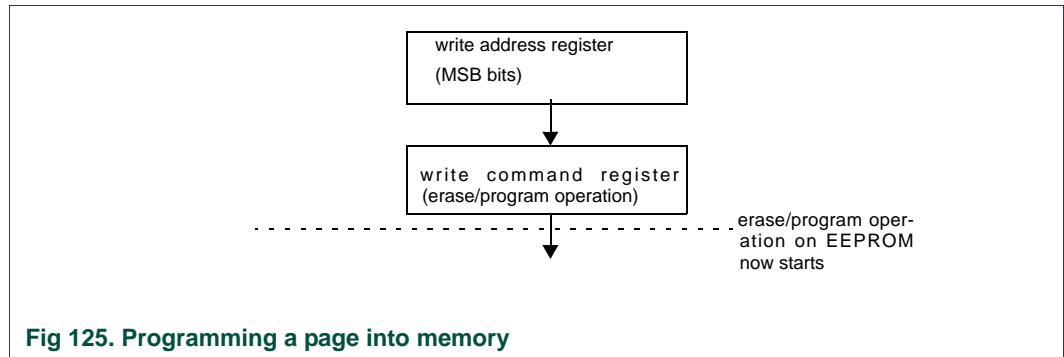 write address register
(MSB bits)
write command register
(erase/program operation)
erase/program oper-
ation on EEPROM
now starts
Fig 125. Programming a page into memory